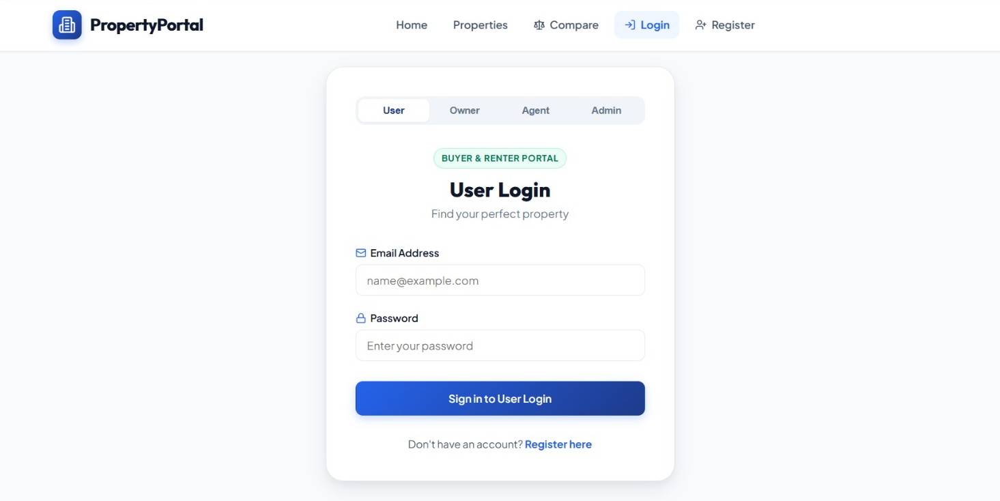 PropertyPortal
Home Properties Compare Login Register
User Owner Agent Admin
BUYER & RENTER PORTAL
User Login
Find your perfect property
Email Address
name@example.com
Password
Enter your password
Sign in to User Login
Don't have an account? Register here